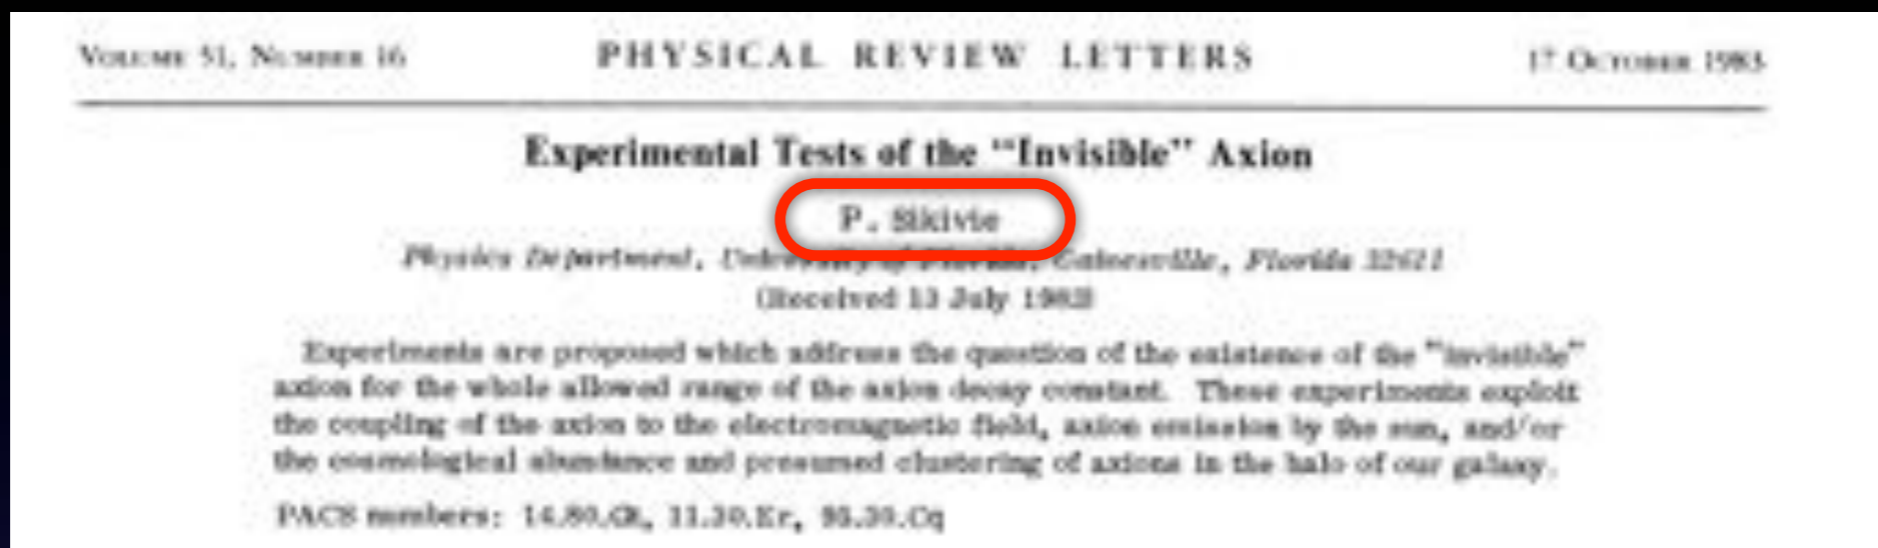 VOLUME 51, NUMBER 16 PHYSICAL REVIEW LETTERS 17 OCTOBER 1983
Experimental Tests of the "Invisible" Axion
P. Sikivie
Physics Department, University of Florida, Gainesville, Florida 32611
(Received 13 July 1983)
Experiments are proposed which address the question of the existence of the "invisible"
axion for the whole allowed range of the axion decay constant. These experiments exploit
the coupling of the axion to the electromagnetic field, axion emission by the sun, and/or
the cosmological abundance and presumed clustering of axions in the halo of our galaxy.
PACS numbers: 14.80.Gt, 11.30.Er, 95.30.Cq